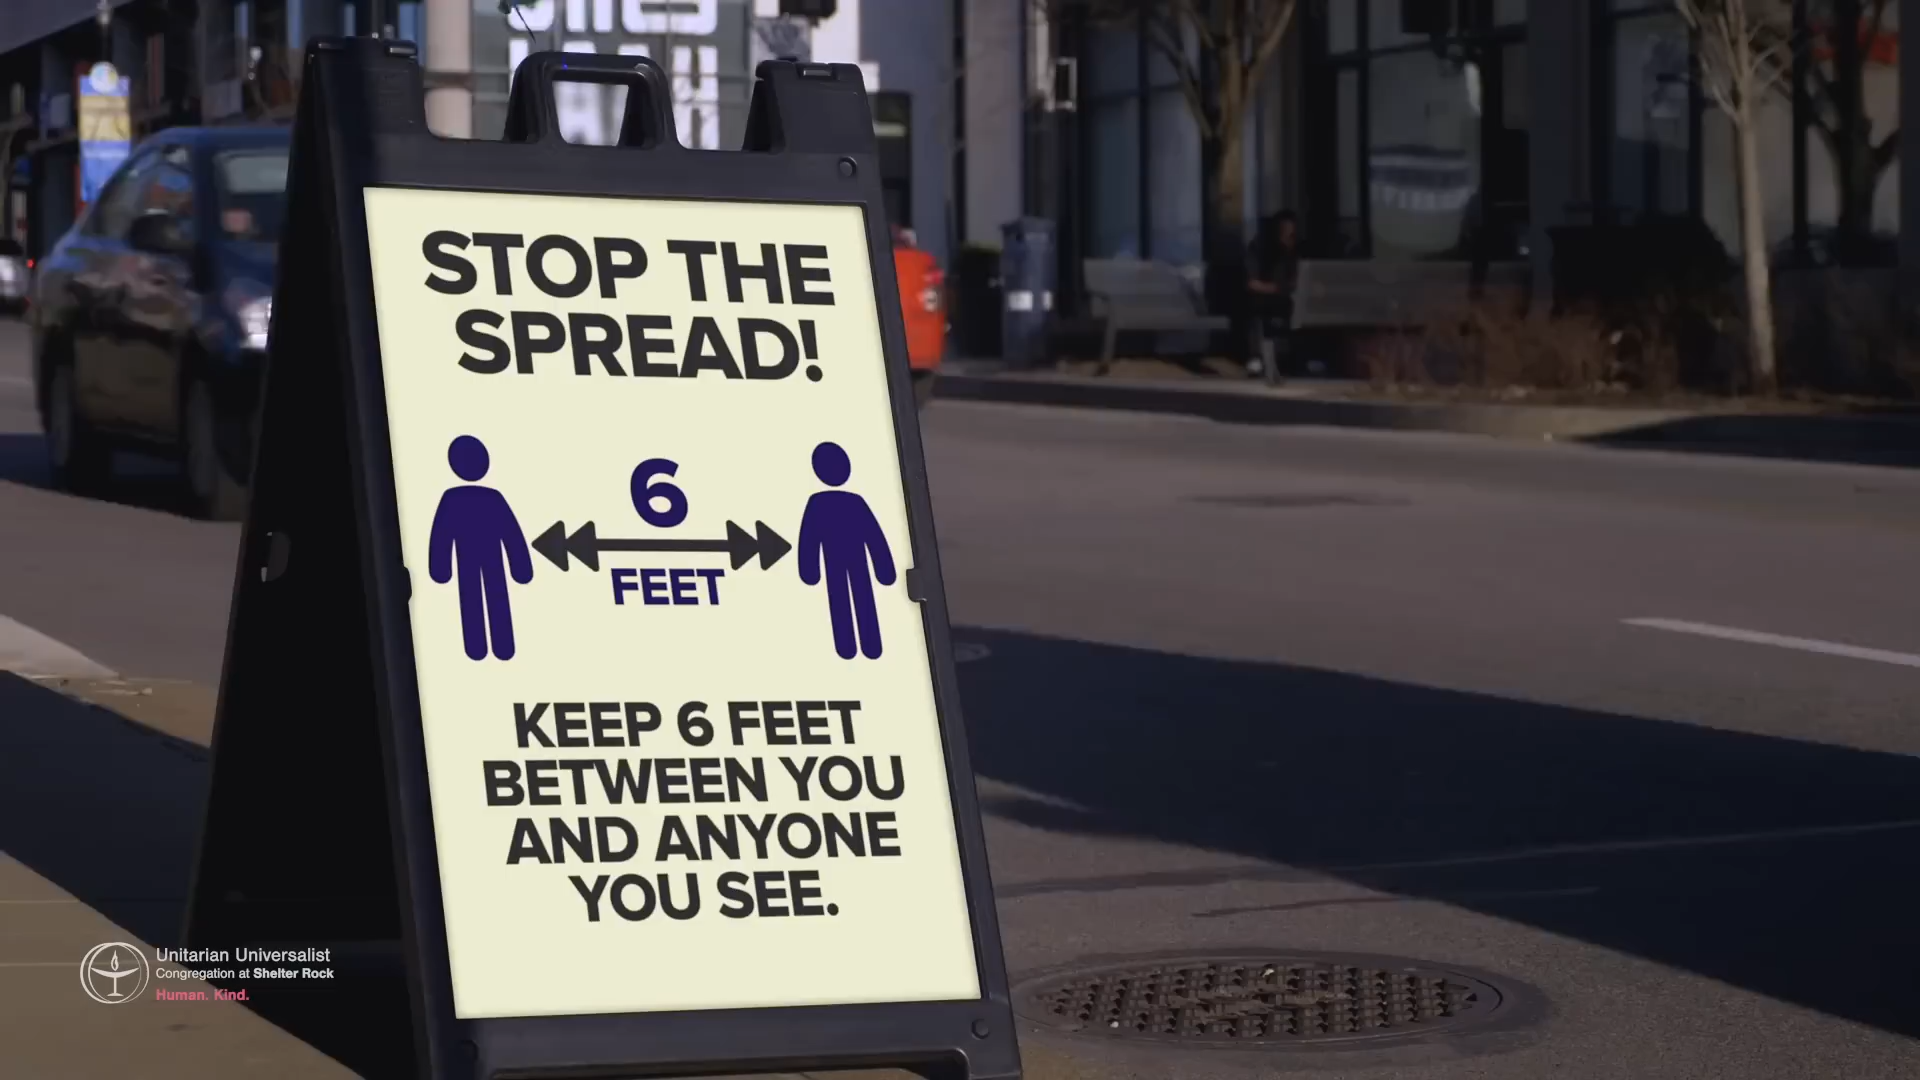 STOP THE
SPREAD!
6
FEET
KEEP 6 FEET
BETWEEN YOU
AND ANYONE
YOU SEE.
Unitarian Universalist
Congregation at Shelter Rock
Human. Kind.